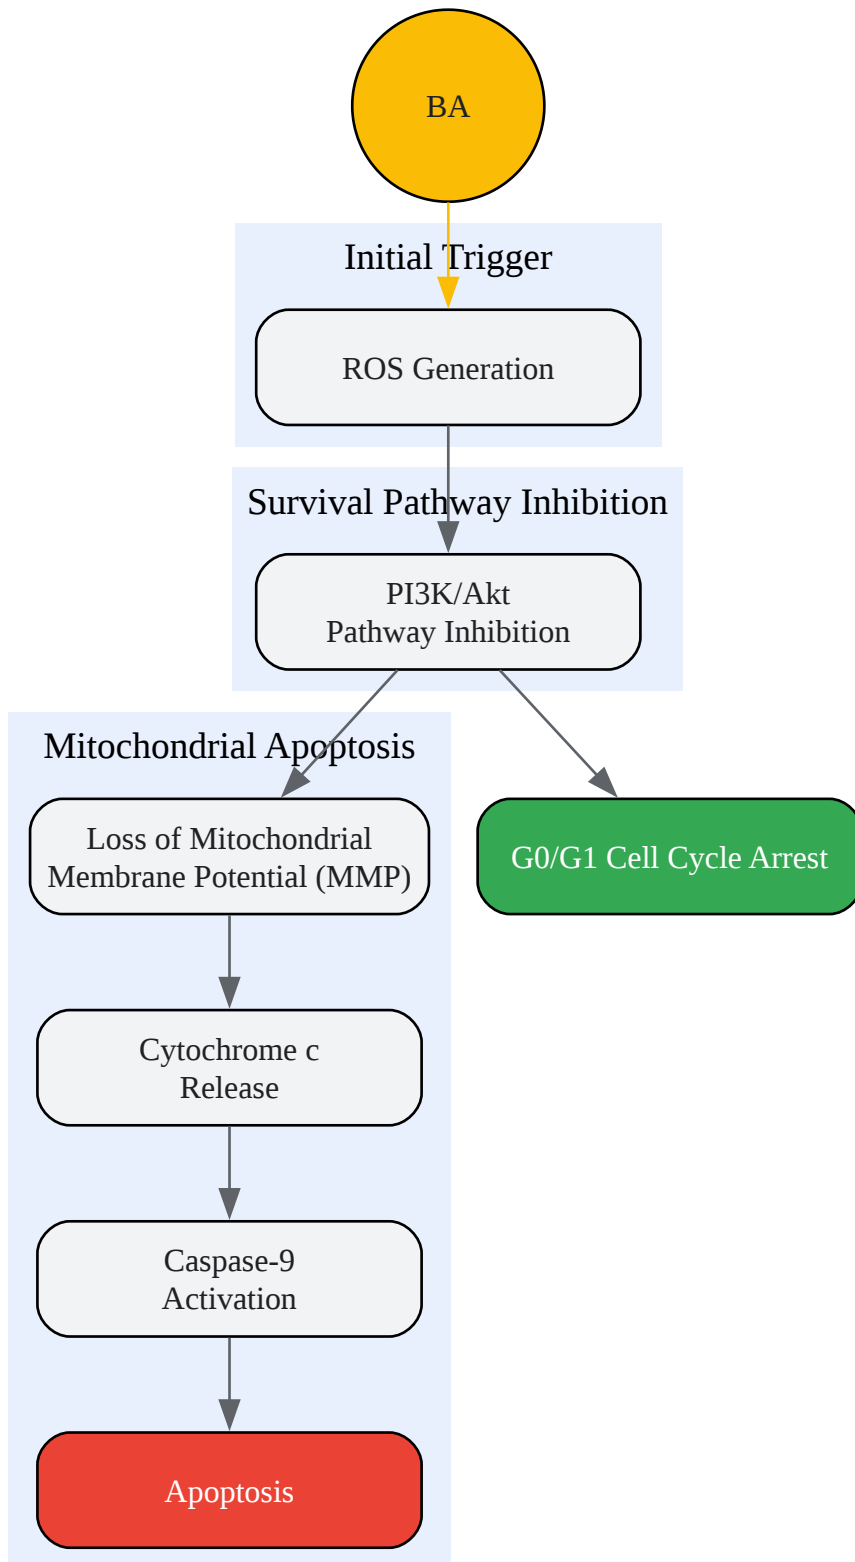 BA
Initial Trigger
ROS Generation
Survival Pathway Inhibition
PI3K/Akt
Pathway Inhibition
Mitochondrial Apoptosis
Loss of Mitochondrial
Membrane Potential (MMP)
G0/G1 Cell Cycle Arrest
Cytochrome c
Release
Caspase-9
Activation
Apoptosis